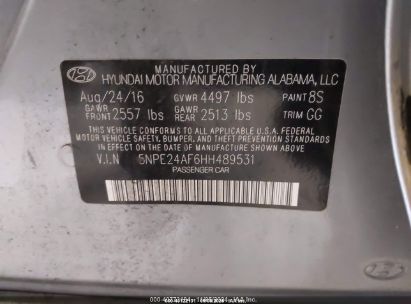 MANUFACTURED BY
HYUNDAI MOTOR MANUFACTURING ALABAMA, LLC
Aug/24/16 GVWR 4497 lbs PAINT 8S
GAWR FRONT 2557 lbs GAWR REAR 2513 lbs TRIM GG
THIS VEHICLE CONFORMS TO ALL APPLICABLE U.S. FEDERAL MOTOR
VEHICLE SAFETY, BUMPER, AND THEFT PREVENTION STANDARDS
IN EFFECT ON THE DATE OF MANUFACTURE SHOWN ABOVE
V.I.N 5NPE24AF6HH489531
PASSENGER CAR